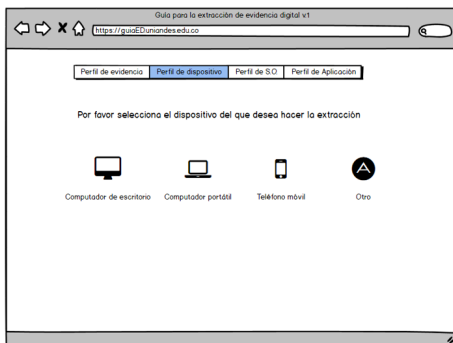 Guía para la extracción de evidencia digital v.1
https://guiaEDuniandes.edu.co
Perfil de evidencia Perfil de dispositivo Perfil de S.O Perfil de Aplicación
Por favor selecciona el dispositivo del que desea hacer la extracción
Computador de escritorio Computador portátil Teléfono móvil Otro